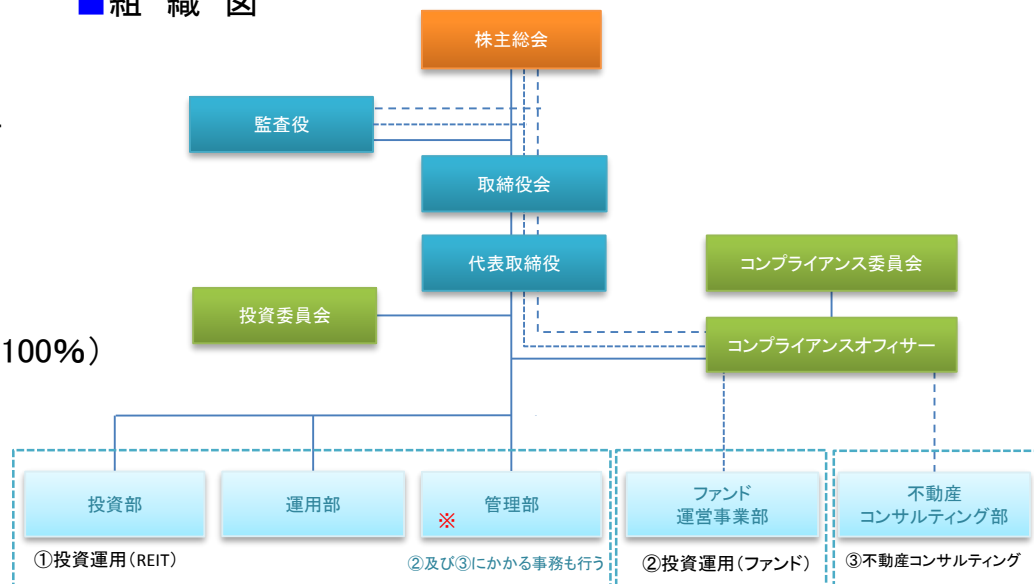 ■組 織 図
株主総会
監査役
取締役会
代表取締役
コンプライアンス委員会
投資委員会
コンプライアンスオフィサー
100%)
投資部
運用部
管理部
※
ファンド
運営事業部
不動産
コンサルティング部
①投資運用(REIT)
②及び③にかかる事務も行う
②投資運用(ファンド)
③不動産コンサルティング